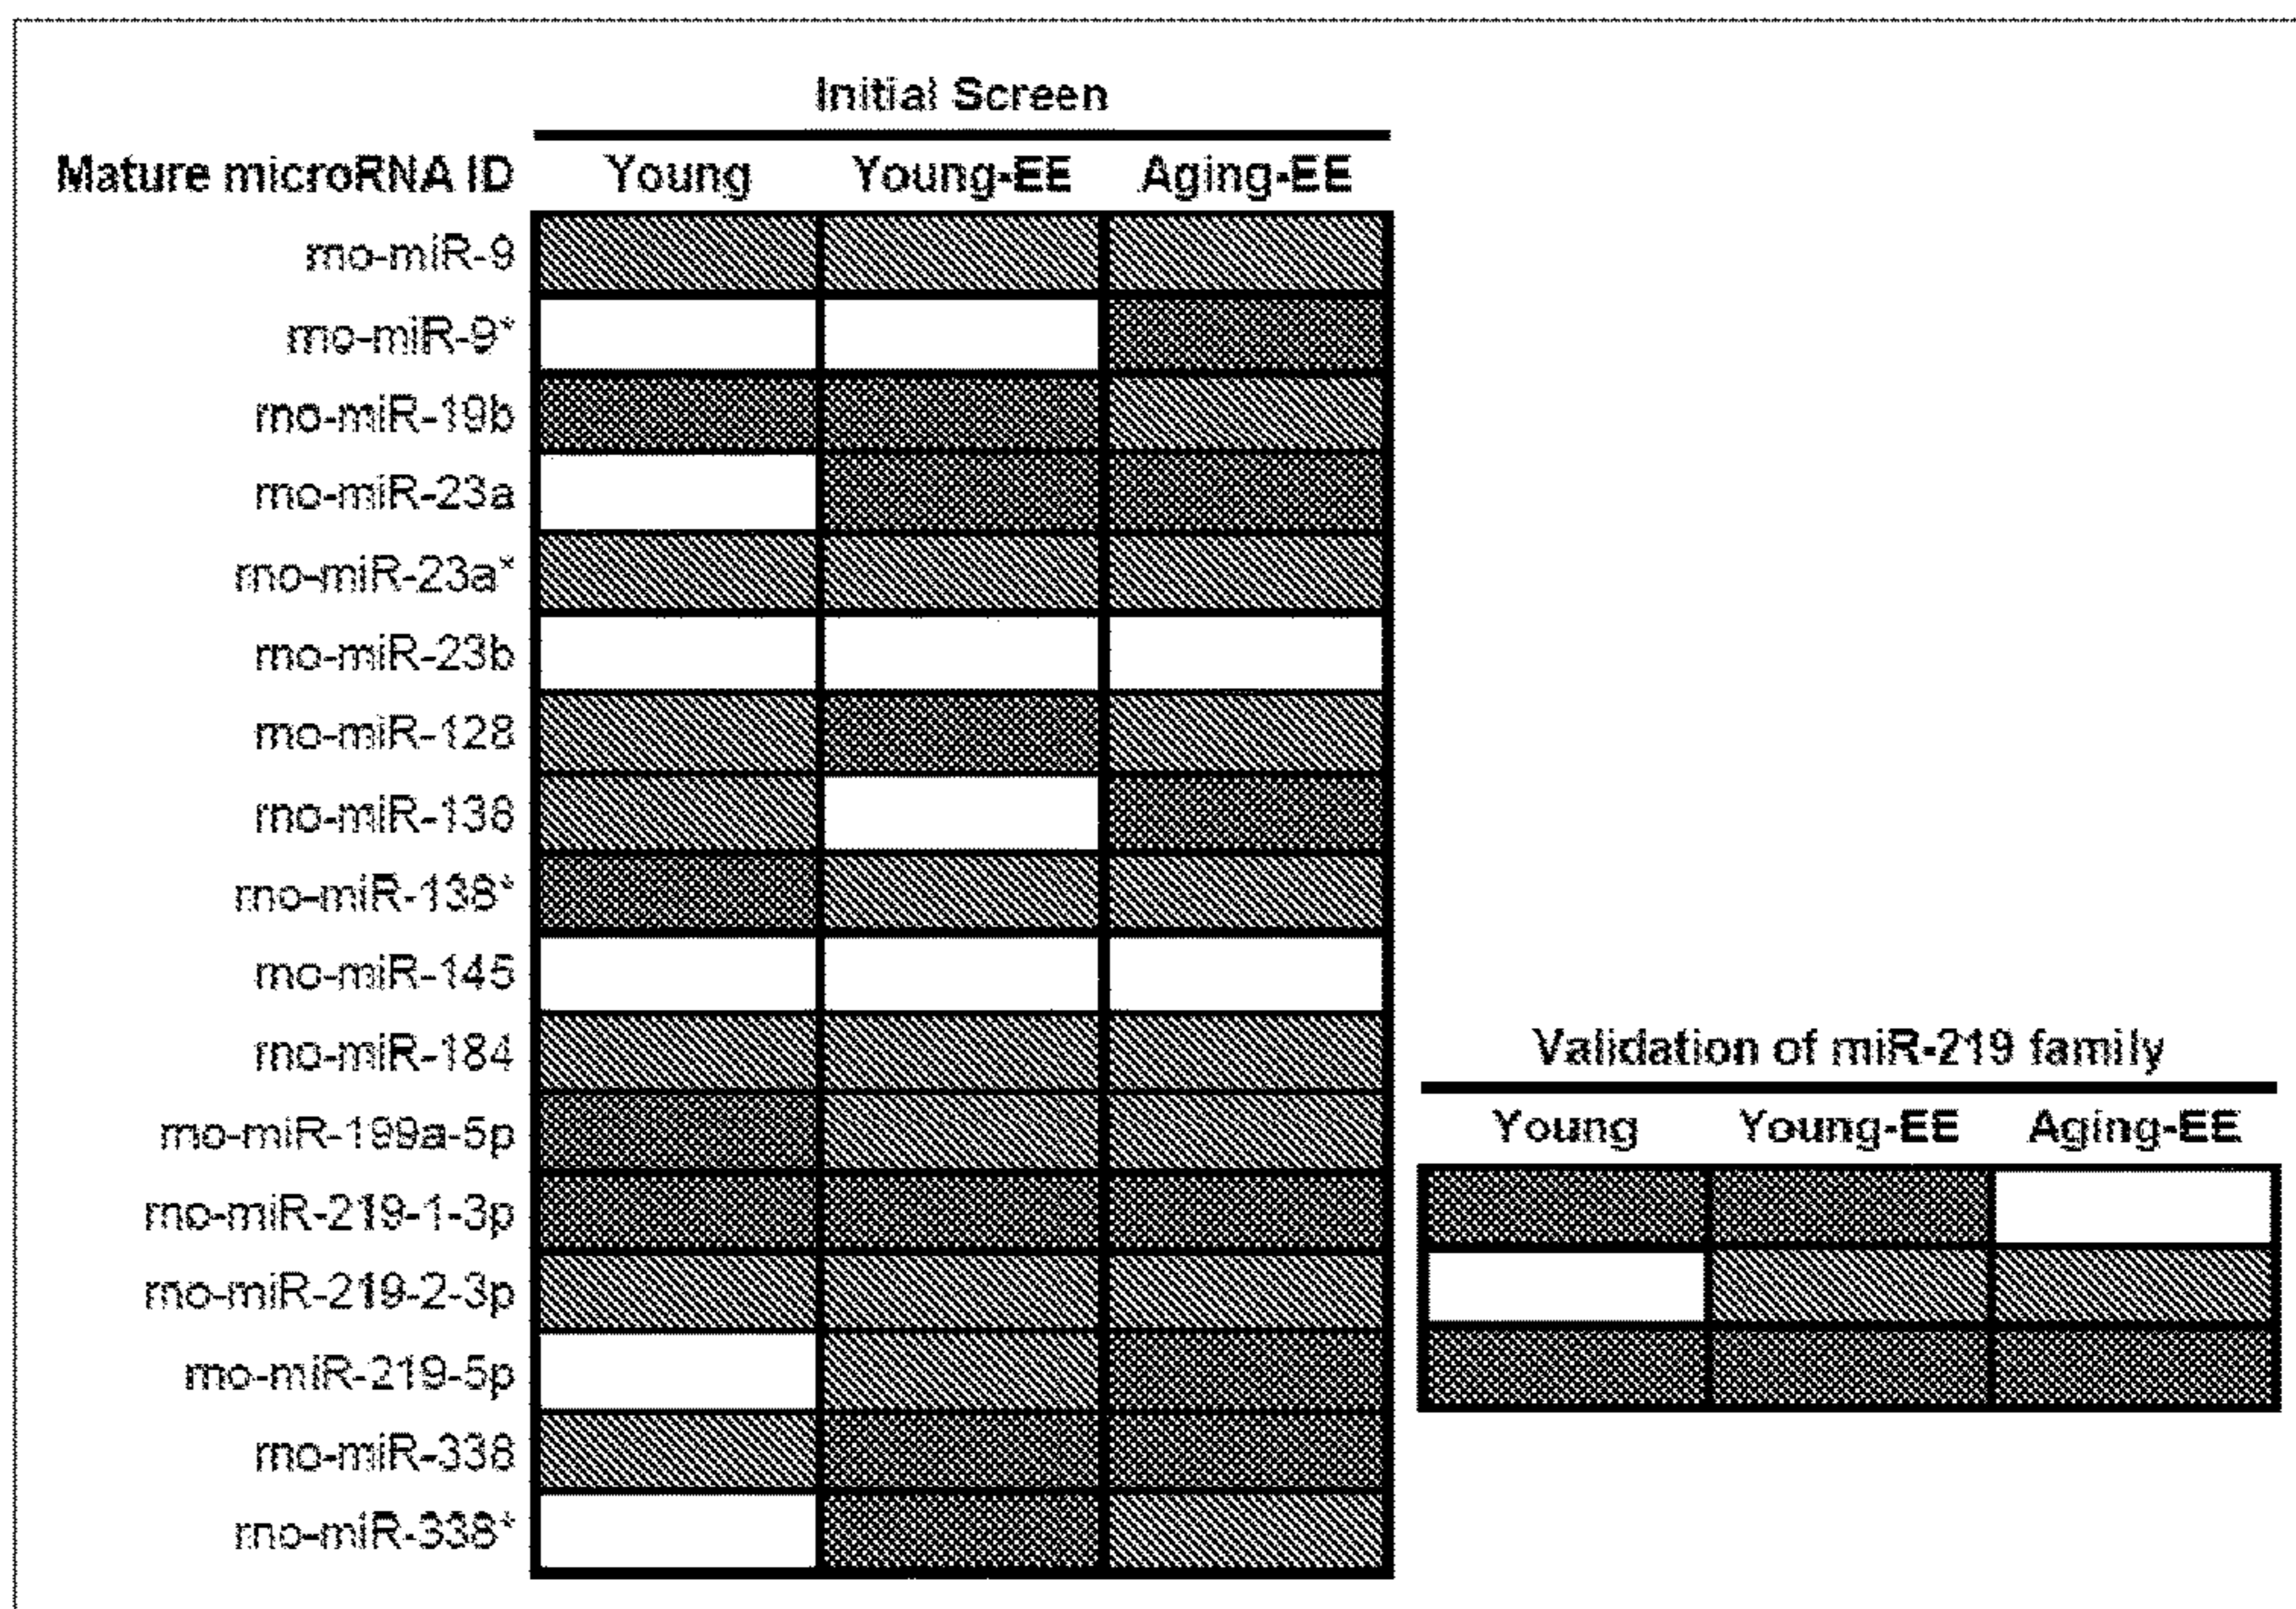 Initial Screen
Mature microRNA ID Young Young-EE Aging-EE
rno-miR-9
rno-miR-9*
rno-miR-19b
rno-miR-23a
rno-miR-23a*
rno-miR-23b
rno-miR-128
rno-miR-138
rno-miR-138*
rno-miR-145
rno-miR-184
rno-miR-199a-5p
rno-miR-219-1-3p
rno-miR-219-2-3p
rno-miR-219-5p
rno-miR-338
rno-miR-338*
Validation of miR-219 family
Young Young-EE Aging-EE